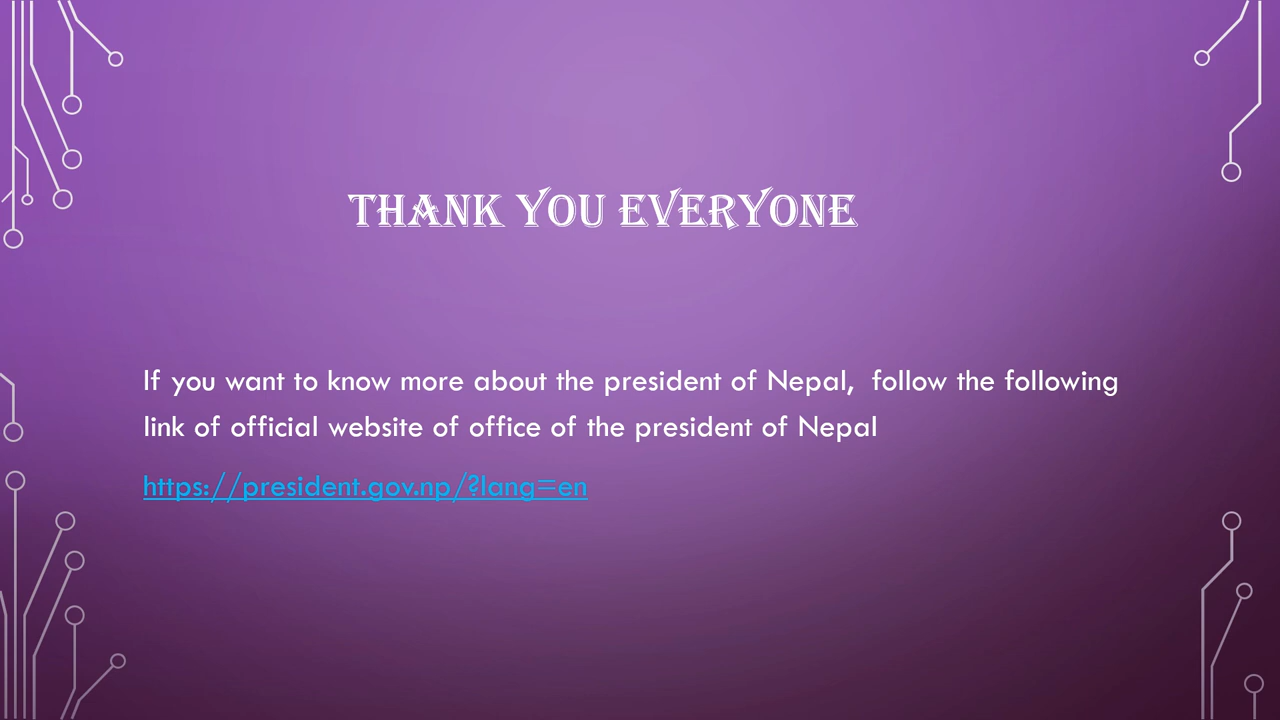 THANK YOU EVERYONE
If you want to know more about the president of Nepal,  follow the following
link of official website of office of the president of Nepal
https://president.gov.np/?lang=en